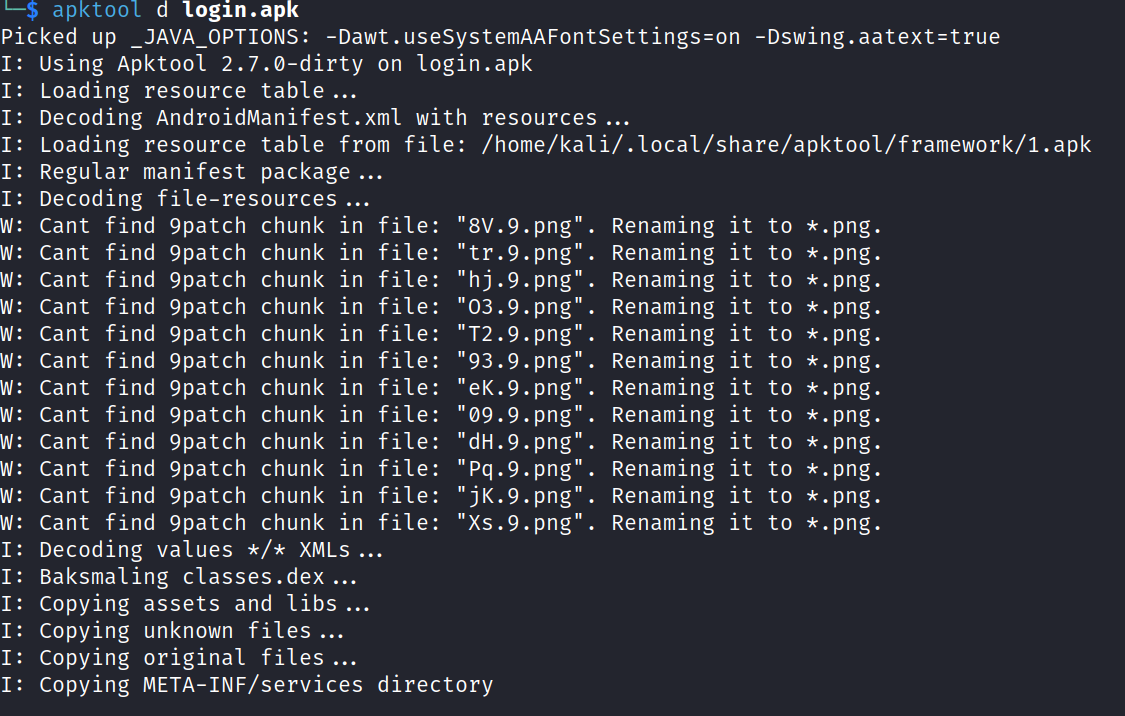 └─$ apktool d login.apk
Picked up _JAVA_OPTIONS: -Dawt.useSystemAAFontSettings=on -Dswing.aatext=true
I: Using Apktool 2.7.0-dirty on login.apk
I: Loading resource table...
I: Decoding AndroidManifest.xml with resources...
I: Loading resource table from file: /home/kali/.local/share/apktool/framework/1.apk
I: Regular manifest package...
I: Decoding file-resources...
W: Cant find 9patch chunk in file: "8V.9.png". Renaming it to *.png.
W: Cant find 9patch chunk in file: "tr.9.png". Renaming it to *.png.
W: Cant find 9patch chunk in file: "hj.9.png". Renaming it to *.png.
W: Cant find 9patch chunk in file: "O3.9.png". Renaming it to *.png.
W: Cant find 9patch chunk in file: "T2.9.png". Renaming it to *.png.
W: Cant find 9patch chunk in file: "93.9.png". Renaming it to *.png.
W: Cant find 9patch chunk in file: "eK.9.png". Renaming it to *.png.
W: Cant find 9patch chunk in file: "09.9.png". Renaming it to *.png.
W: Cant find 9patch chunk in file: "dH.9.png". Renaming it to *.png.
W: Cant find 9patch chunk in file: "Pq.9.png". Renaming it to *.png.
W: Cant find 9patch chunk in file: "jK.9.png". Renaming it to *.png.
W: Cant find 9patch chunk in file: "Xs.9.png". Renaming it to *.png.
I: Decoding values */* XMLs...
I: Baksmaling classes.dex...
I: Copying assets and libs...
I: Copying unknown files...
I: Copying original files...
I: Copying META-INF/services directory